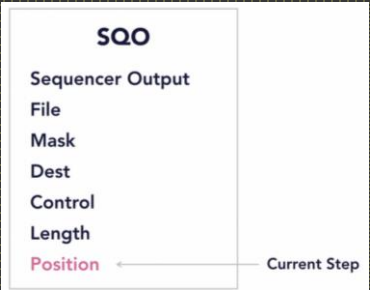 SQO
Sequencer Output
File
Mask
Dest
Control
Length
Position
Current Step